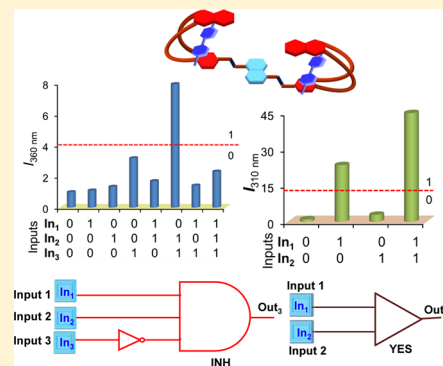 8
6
4
2
0
I360 nm
1
0
In₁ 0 1 0 0 1 0 1 1
In₂ 0 0 1 0 1 1 0 1
In₃ 0 0 0 1 0 1 1 1
Inputs
45
30
15
0
I310 nm
1
0
In₁ 0 1 0 1
In₂ 0 0 1 1
Inputs
Input 1 In₁
Input 2 In₂
Input 3 In₃
Out₃
INH
Input 1
In₁
In₂
Input 2
Out
YES